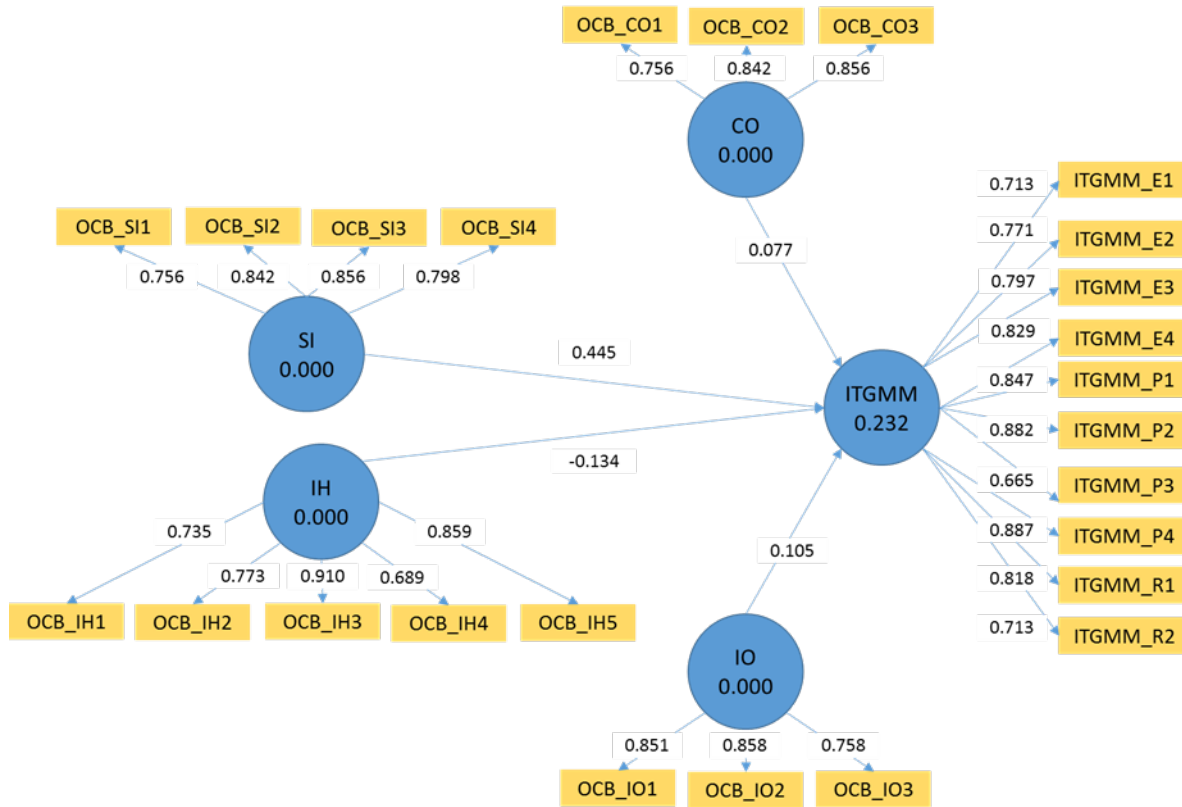 OCB_CO1
OCB_CO2
OCB_CO3
0.756
0.842
0.856
CO
0.000
0.077
OCB_SI1
OCB_SI2
OCB_SI3
OCB_SI4
0.756
0.842
0.856
0.798
SI
0.000
0.445
IH
0.000
-0.134
0.735
0.773
0.910
0.689
0.859
OCB_IH1
OCB_IH2
OCB_IH3
OCB_IH4
OCB_IH5
IO
0.000
0.105
0.851
0.858
0.758
OCB_IO1
OCB_IO2
OCB_IO3
ITGMM
0.232
0.713
0.771
0.797
0.829
0.847
0.882
0.665
0.887
0.818
0.713
ITGMM_E1
ITGMM_E2
ITGMM_E3
ITGMM_E4
ITGMM_P1
ITGMM_P2
ITGMM_P3
ITGMM_P4
ITGMM_R1
ITGMM_R2